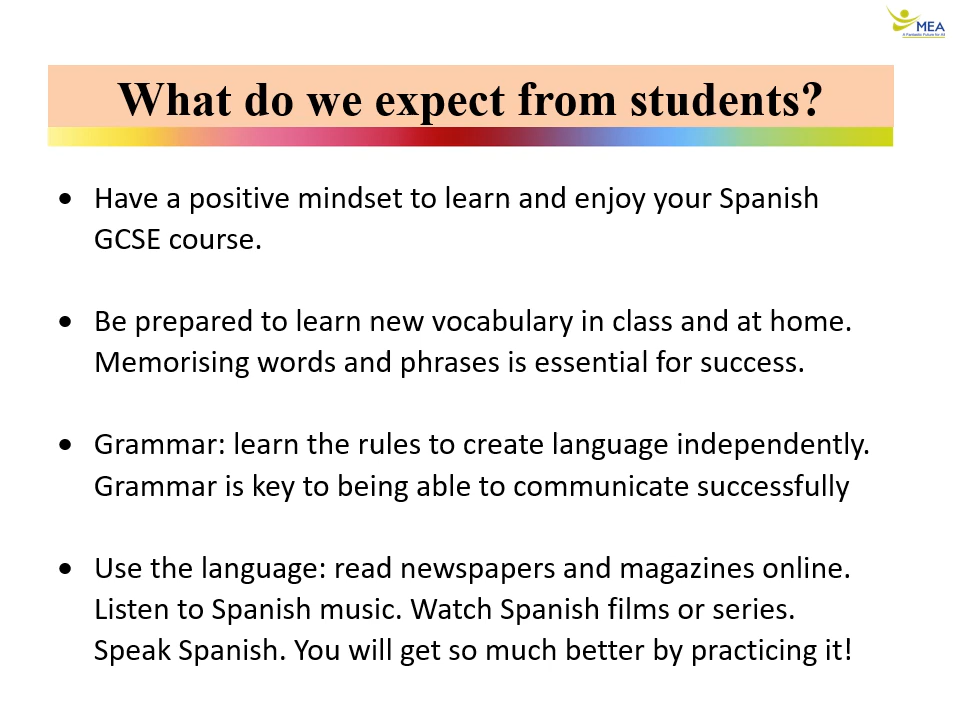 MEA
A Fantastic Future for All
What do we expect from students?
• Have a positive mindset to learn and enjoy your Spanish
GCSE course.
• Be prepared to learn new vocabulary in class and at home.
Memorising words and phrases is essential for success.
• Grammar: learn the rules to create language independently.
Grammar is key to being able to communicate successfully
• Use the language: read newspapers and magazines online.
Listen to Spanish music. Watch Spanish films or series.
Speak Spanish. You will get so much better by practicing it!